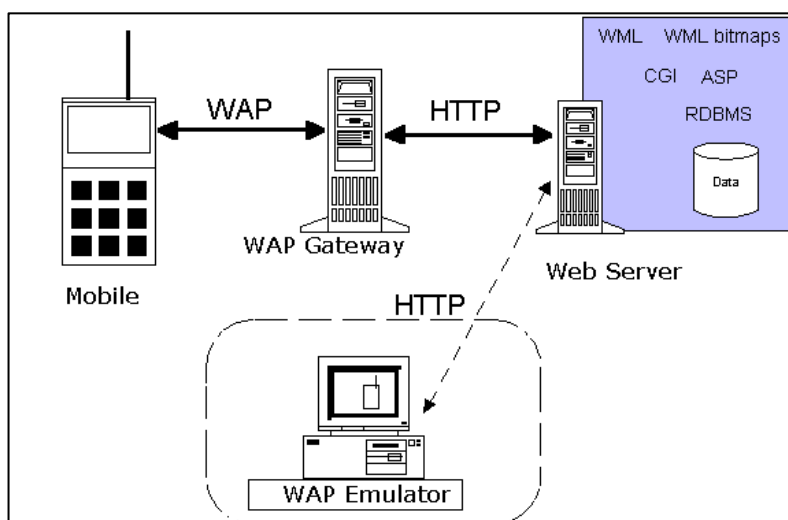 WML WML bitmaps
CGI ASP
RDBMS
Data
WAP
HTTP
WAP Gateway
Web Server
Mobile
HTTP
WAP Emulator